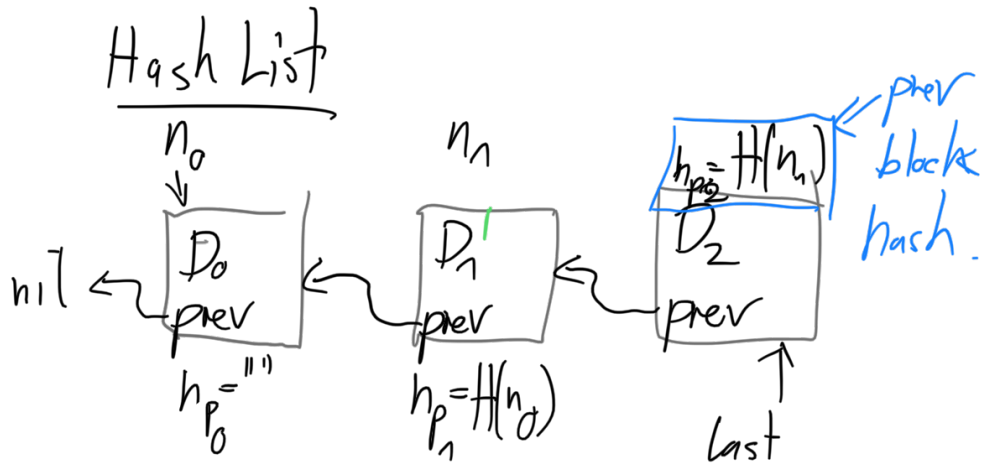 Hash List
n₀
n₁
hₚ₂=H(n₁)
prev
block
hash.
D₀
D₁
D₂
nil
prev
prev
prev
hₚ₀=""
hₚ₁=H(n₀)
last